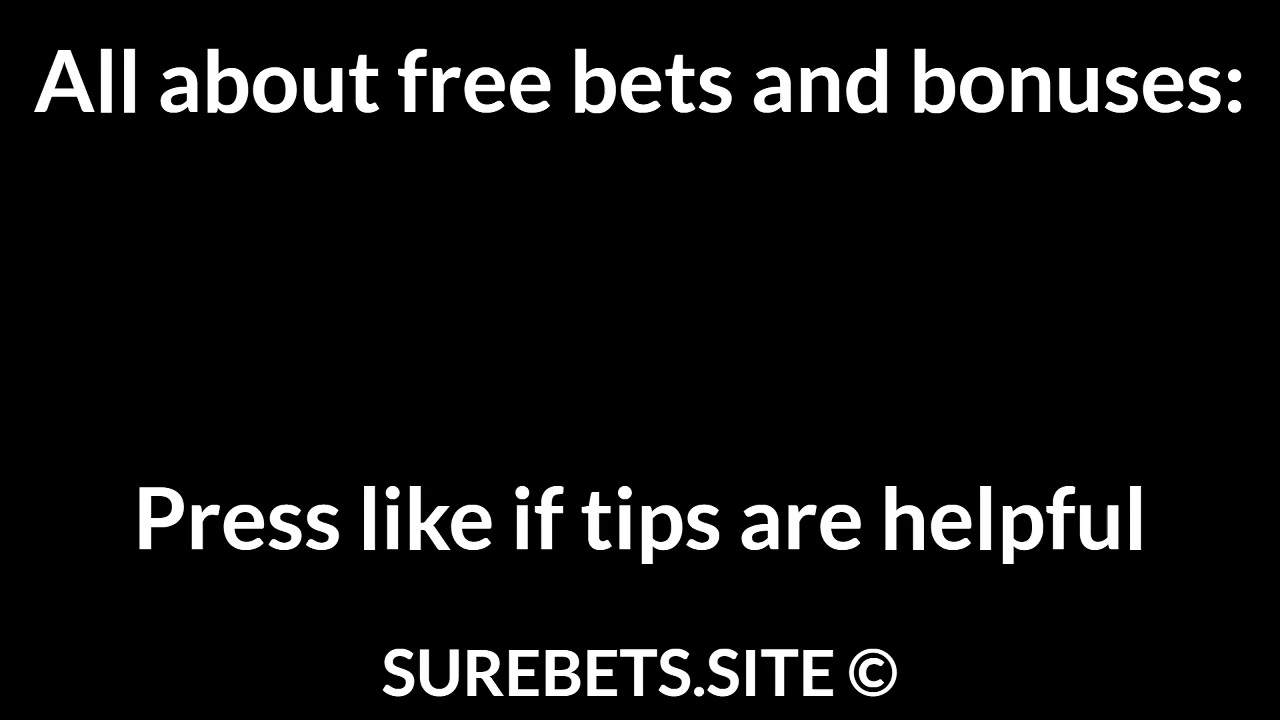 All about free bets and bonuses:
Press like if tips are helpful
SUREBETS.SITE ©